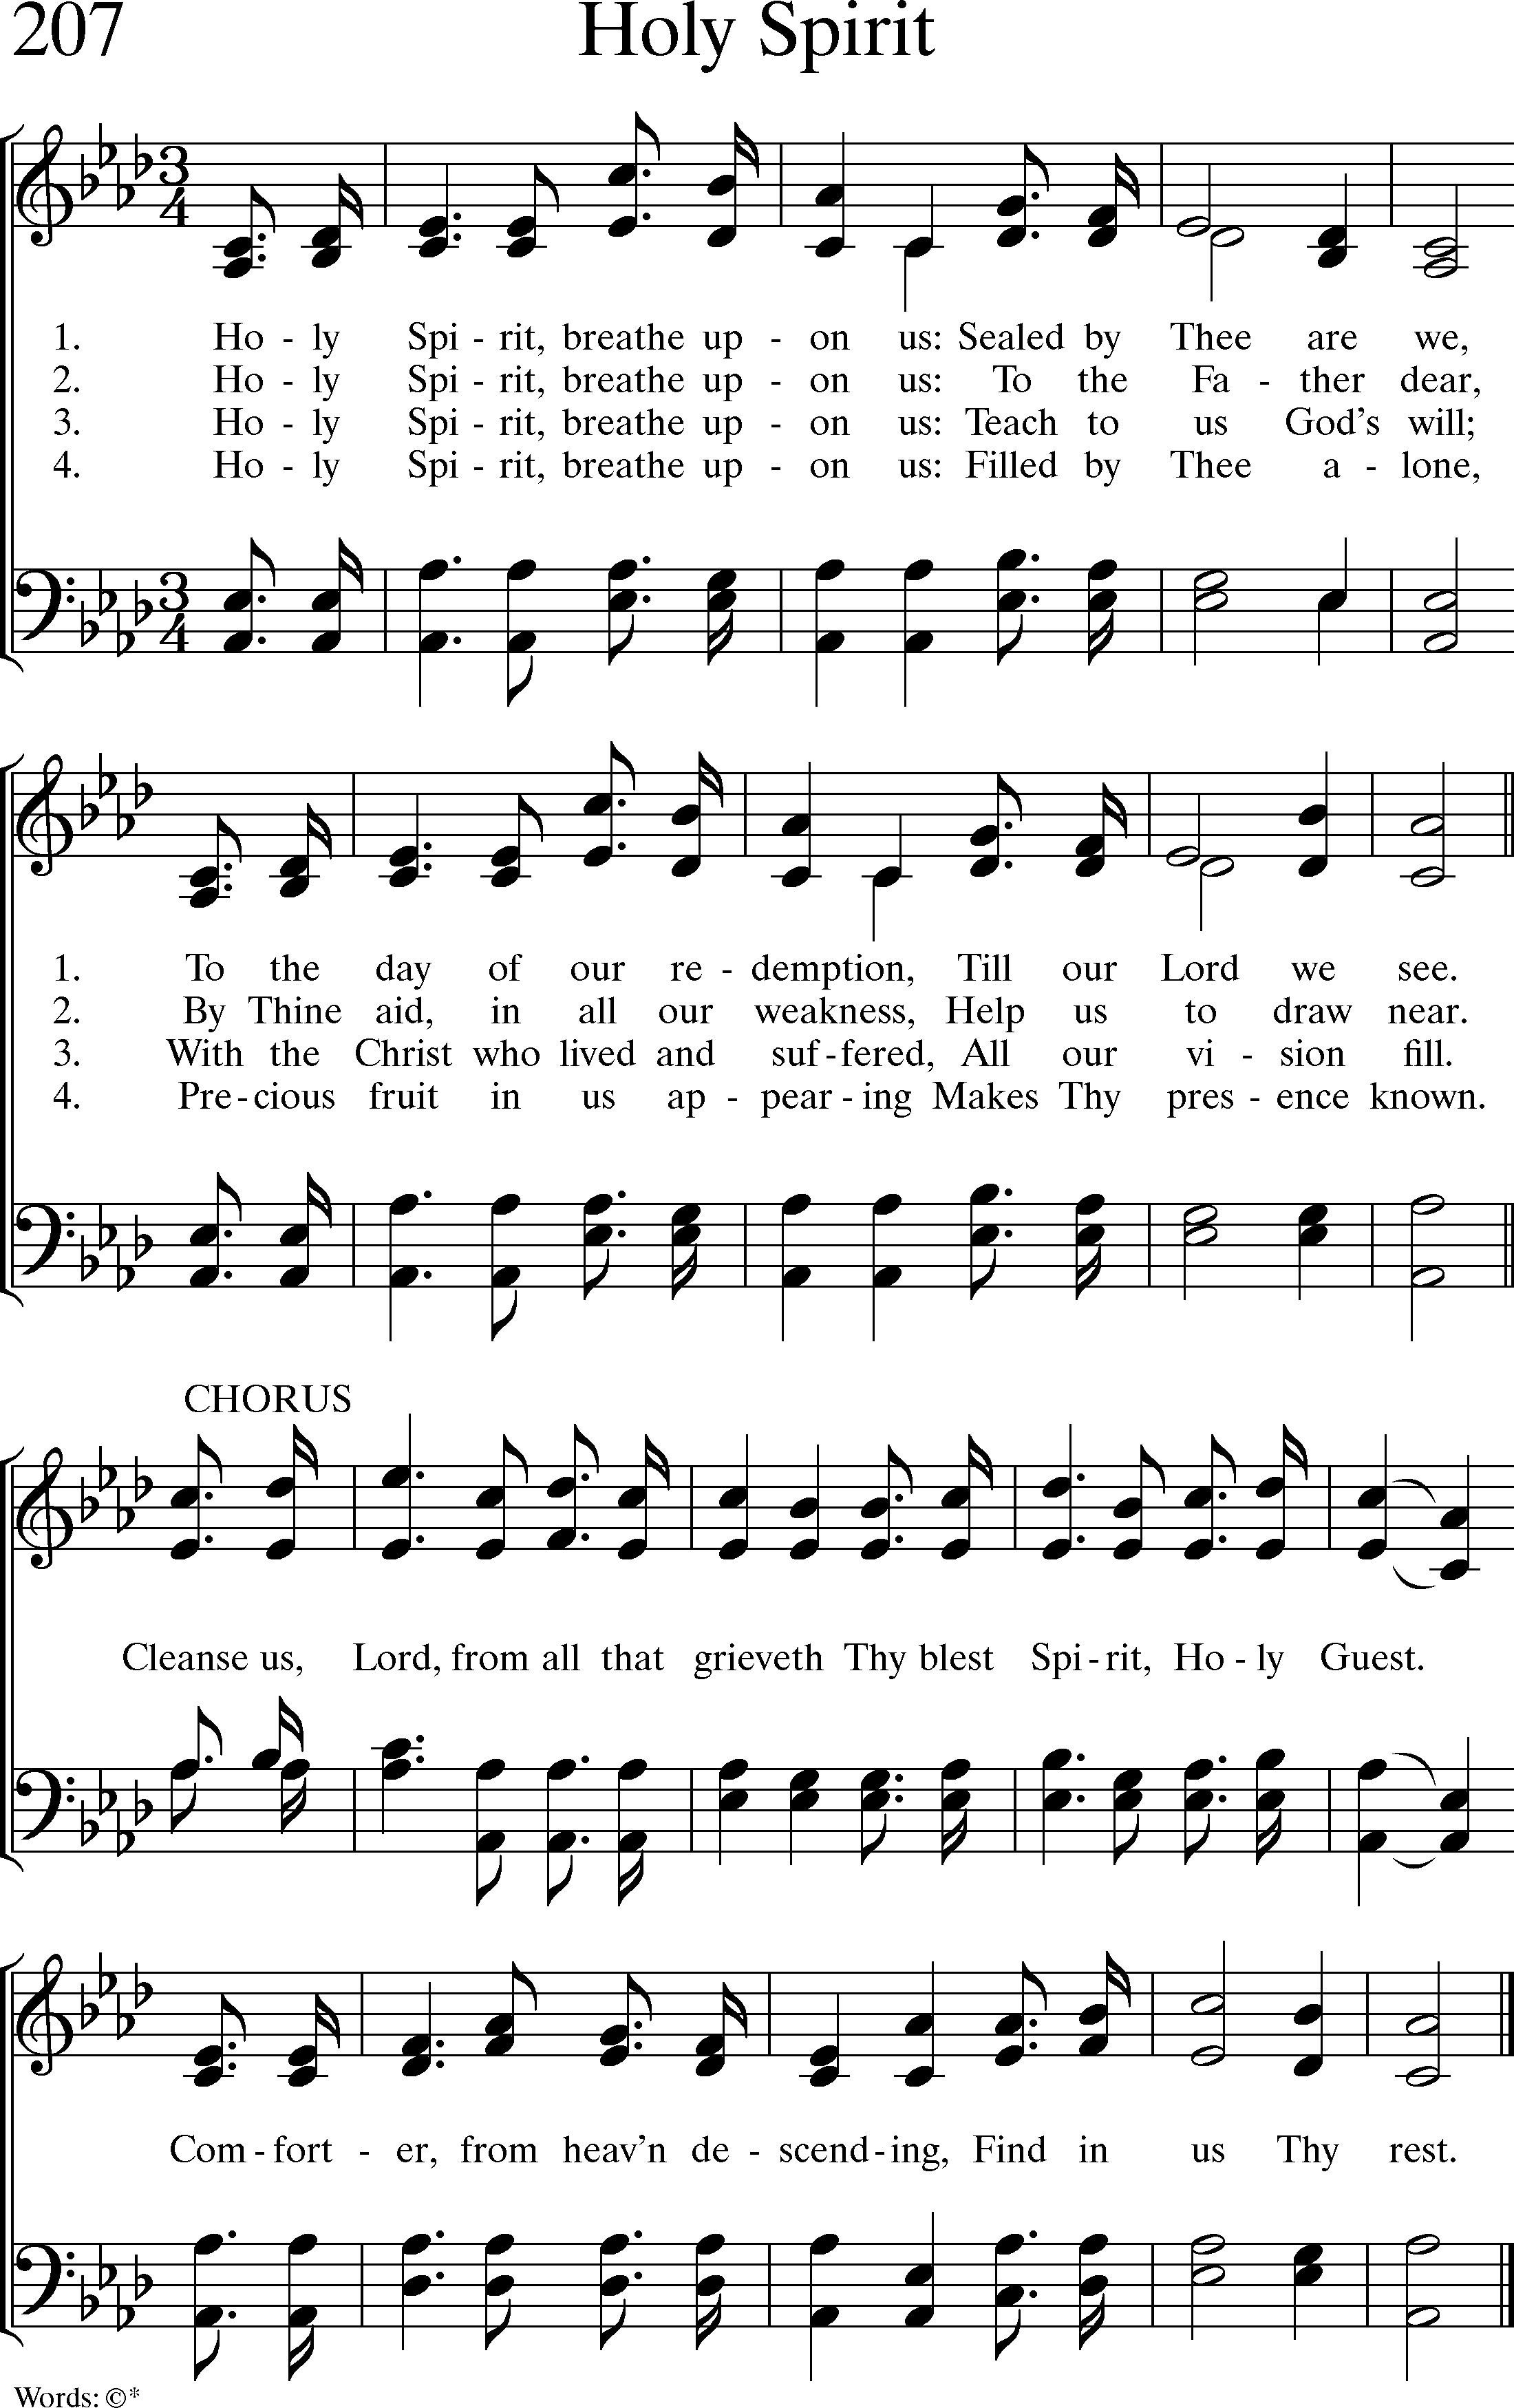 207 Holy Spirit
1. Ho - ly Spi - rit, breathe up - on us: Sealed by Thee are we,
2. Ho - ly Spi - rit, breathe up - on us: To the Fa - ther dear,
3. Ho - ly Spi - rit, breathe up - on us: Teach to us God's will;
4. Ho - ly Spi - rit, breathe up - on us: Filled by Thee a - lone,
1. To the day of our re - demption, Till our Lord we see.
2. By Thine aid, in all our weakness, Help us to draw near.
3. With the Christ who lived and suf - fered, All our vi - sion fill.
4. Pre - cious fruit in us ap - pear - ing Makes Thy pres - ence known.
CHORUS
Cleanse us, Lord, from all that grieveth Thy blest Spi - rit, Ho - ly Guest.
Com - fort - er, from heav'n de - scend - ing, Find in us Thy rest.
Words: ©*